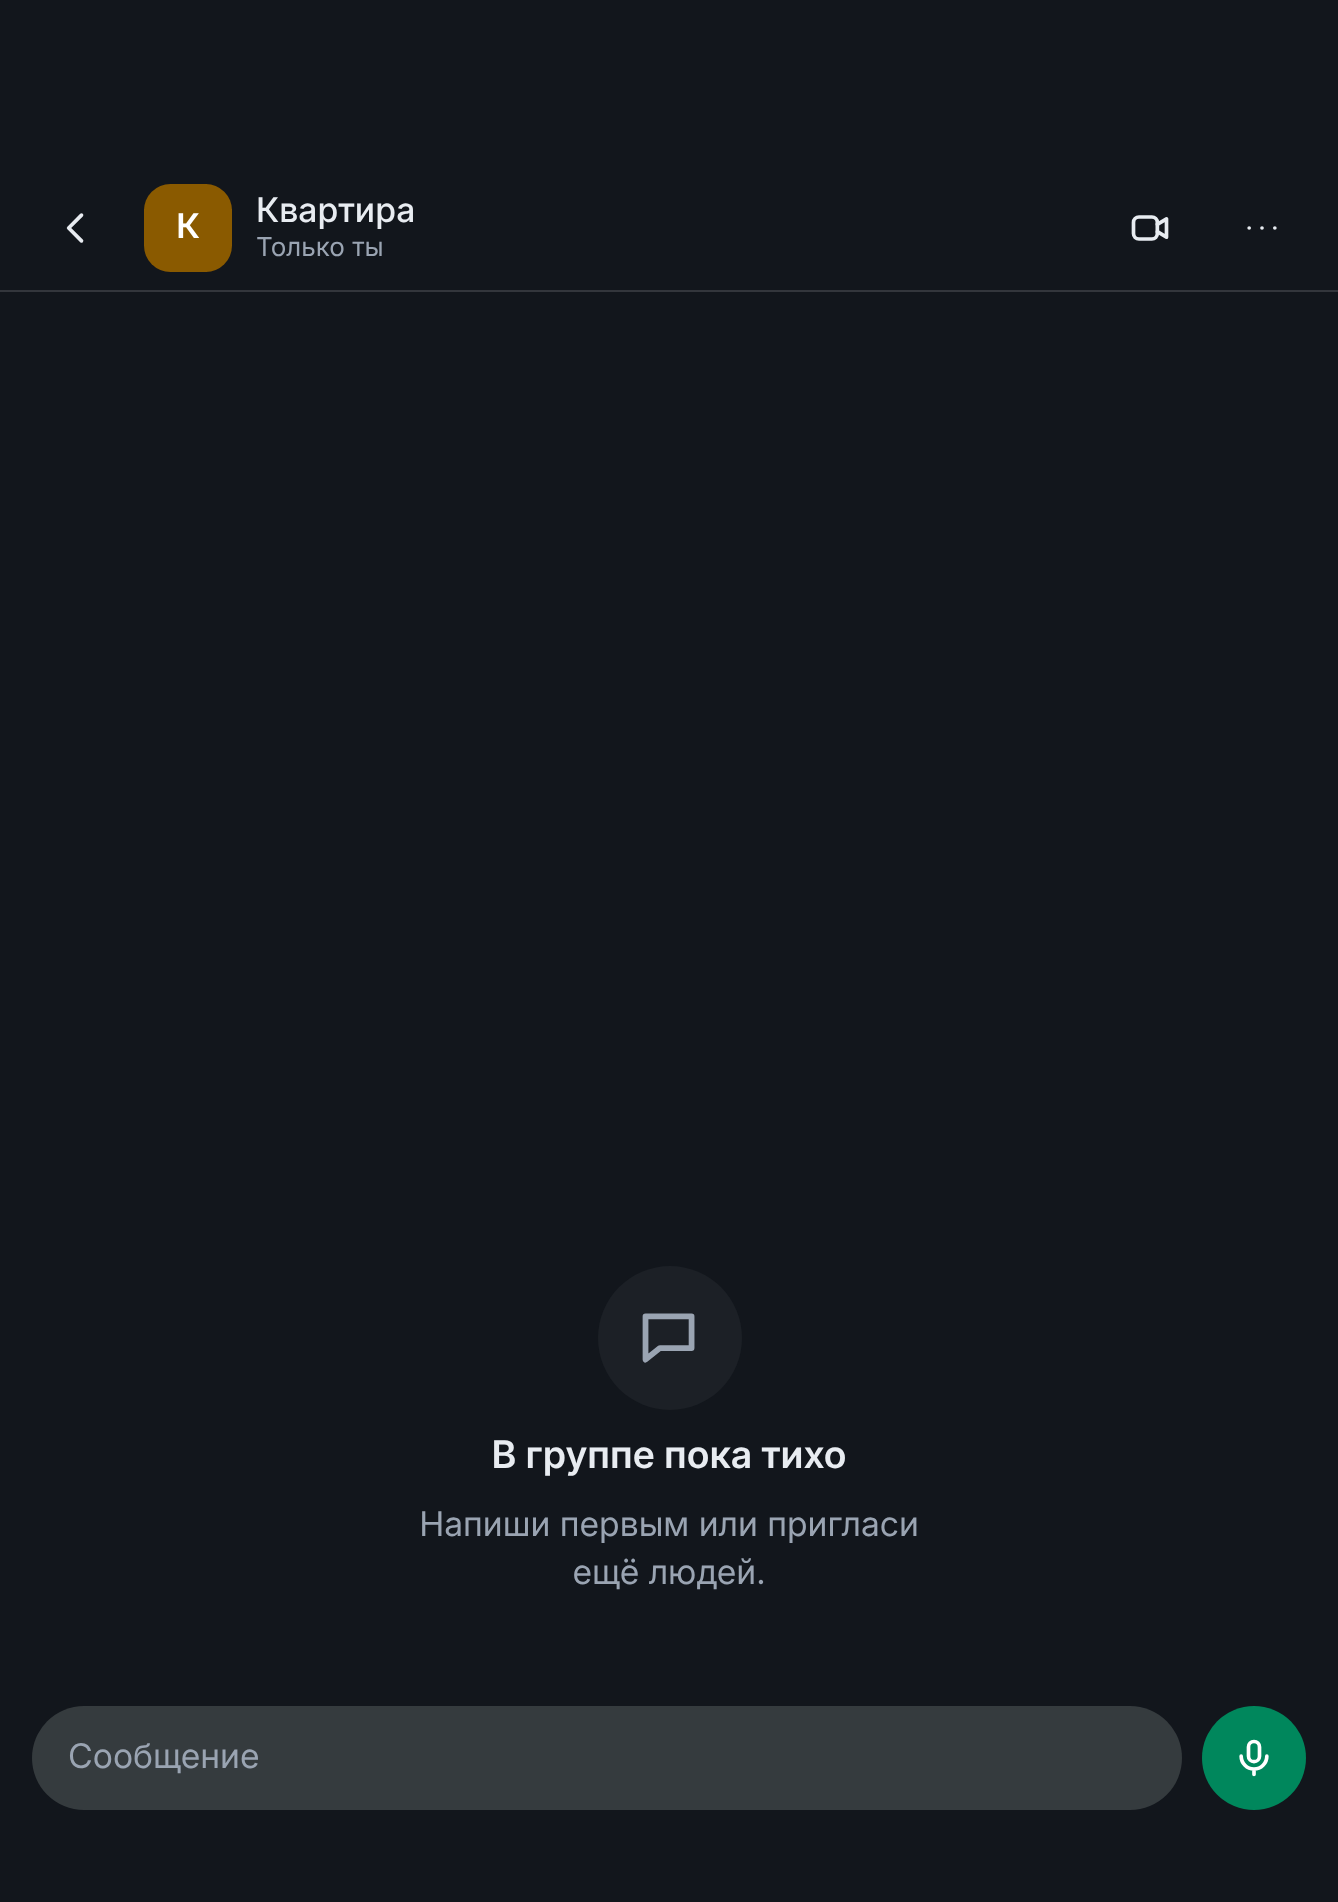 К
Квартира
Только ты
В группе пока тихо
Напиши первым или пригласи
ещё людей.
Сообщение